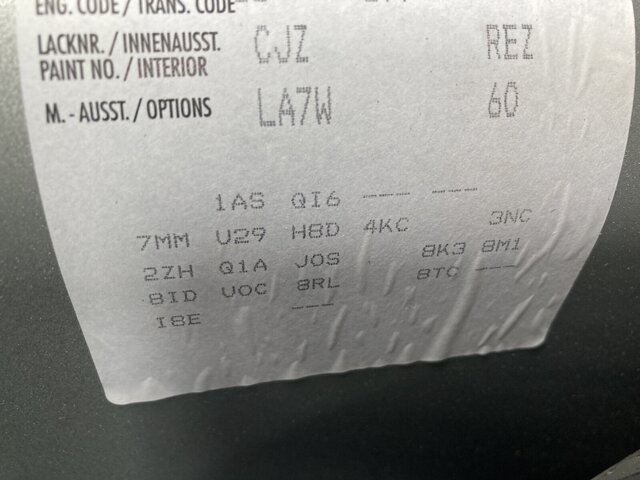 ENG. CODE / TRANS. CODE
LACKNR. / INNENAUSST. CJZ REZ
PAINT NO. / INTERIOR
M. - AUSST. / OPTIONS LA7W 60
1AS QI6 --- ---
7MM U29 H8D 4KC 3NC
2ZH Q1A JOS 8K3 8M1
8ID UOC 8RL 8TC ---
I8E ---